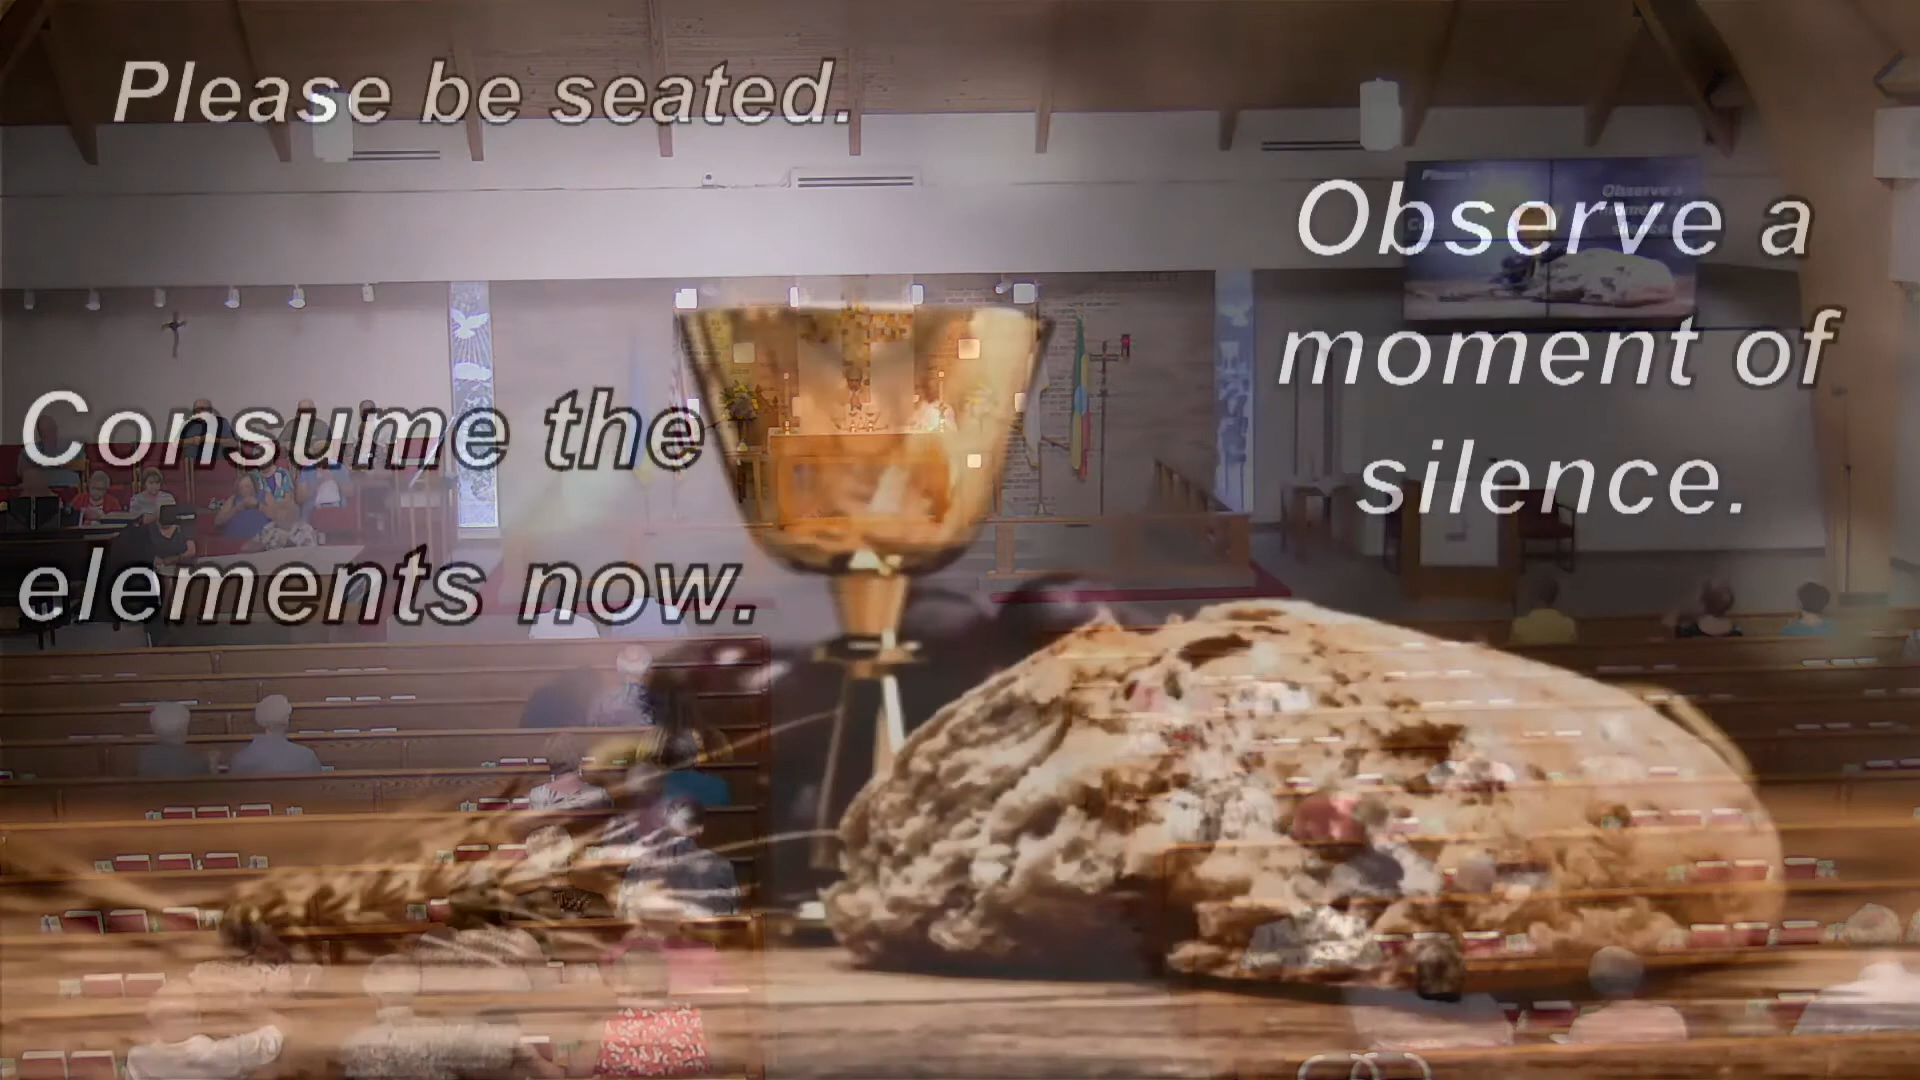 Please be seated.
Consume the
elements now.
Observe a
moment of
silence.